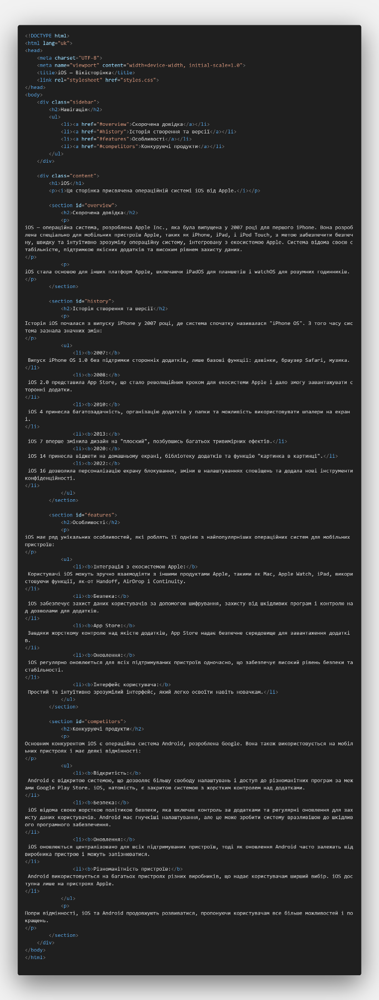 <!DOCTYPE html>
<html lang="uk">
<head>
    <meta charset="UTF-8">
    <meta name="viewport" content="width=device-width, initial-scale=1.0">
    <title>iOS – Вікісторінка</title>
    <link rel="stylesheet" href="styles.css">
</head>
<body>
    <div class="sidebar">
        <h2>Навігація</h2>
        <ul>
            <li><a href="#overview">Скорочена довідка</a></li>
            <li><a href="#history">Історія створення та версії</a></li>
            <li><a href="#features">Особливості</a></li>
            <li><a href="#competitors">Конкуруючі продукти</a></li>
        </ul>
    </div>

    <div class="content">
        <h1>iOS</h1>
        <p><i>Ця сторінка присвячена операційній системі iOS від Apple.</i></p>

        <section id="overview">
            <h2>Скорочена довідка</h2>
            <p>
iOS – операційна система, розроблена Apple Inc., яка була випущена у 2007 році для першого iPhone. Вона розроб
лена спеціально для мобільних пристроїв Apple, таких як iPhone, iPad, і iPod Touch, з метою забезпечити безпеч
ну, швидку та інтуїтивно зрозумілу операційну систему, інтегровану з екосистемою Apple. Система відома своєю с
табільністю, підтримкою якісних додатків та високим рівнем захисту даних.
</p>
            <p>
iOS стала основою для інших платформ Apple, включаючи iPadOS для планшетів і watchOS для розумних годинників.
</p>
        </section>

        <section id="history">
            <h2>Історія створення та версії</h2>
            <p>
Історія iOS почалася з випуску iPhone у 2007 році, де система спочатку називалася "iPhone OS". З того часу сис
тема зазнала значних змін:
</p>
            <ul>
                <li><b>2007:</b>
 Випуск iPhone OS 1.0 без підтримки сторонніх додатків, лише базові функції: дзвінки, браузер Safari, музика.
</li>
                <li><b>2008:</b>
 iOS 2.0 представила App Store, що стало революційним кроком для екосистеми Apple і дало змогу завантажувати с
торонні додатки.
</li>
                <li><b>2010:</b>
 iOS 4 принесла багатозадачність, організацію додатків у папки та можливість використовувати шпалери на екран
і.
</li>
                <li><b>2013:</b>
 iOS 7 вперше змінила дизайн на "плоский", позбувшись багатьох тривимірних ефектів.</li>
                <li><b>2020:</b>
 iOS 14 принесла віджети на домашньому екрані, бібліотеку додатків та функцію "картинка в картинці".</li>
                <li><b>2022:</b>
 iOS 16 дозволила персоналізацію екрану блокування, зміни в налаштуваннях сповіщень та додала нові інструменти
конфіденційності.
</li>
            </ul>
        </section>

        <section id="features">
            <h2>Особливості</h2>
            <p>
iOS має ряд унікальних особливостей, які роблять її однією з найпопулярніших операційних систем для мобільних
пристроїв:
</p>
            <ul>
                <li><b>Інтеграція з екосистемою Apple:</b>
 Користувачі iOS можуть зручно взаємодіяти з іншими продуктами Apple, такими як Mac, Apple Watch, iPad, викори
стовуючи функції, як-от Handoff, AirDrop і Continuity.
</li>
                <li><b>Безпека:</b>
 iOS забезпечує захист даних користувачів за допомогою шифрування, захисту від шкідливих програм і контролю на
д дозволами для додатків.
</li>
                <li><b>App Store:</b>
 Завдяки жорсткому контролю над якістю додатків, App Store надає безпечне середовище для завантаження додаткі
в.
</li>
                <li><b>Оновлення:</b>
 iOS регулярно оновлюється для всіх підтримуваних пристроїв одночасно, що забезпечує високий рівень безпеки та
стабільності.
</li>
                <li><b>Інтерфейс користувача:</b>
 Простий та інтуїтивно зрозумілий інтерфейс, який легко освоїти навіть новачкам.</li>
            </ul>
        </section>

        <section id="competitors">
            <h2>Конкуруючі продукти</h2>
            <p>
Основним конкурентом iOS є операційна система Android, розроблена Google. Вона також використовується на мобіл
ьних пристроях і має деякі відмінності:
</p>
            <ul>
                <li><b>Відкритість:</b>
 Android є відкритою системою, що дозволяє більшу свободу налаштувань і доступ до різноманітних програм за меж
ами Google Play Store. iOS, натомість, є закритою системою з жорстким контролем над додатками.
</li>
                <li><b>Безпека:</b>
 iOS відома своєю жорсткою політикою безпеки, яка включає контроль за додатками та регулярні оновлення для зах
исту даних користувачів. Android має гнучкіші налаштування, але це може зробити систему вразливішою до шкідлив
ого програмного забезпечення.
</li>
                <li><b>Оновлення:</b>
 iOS оновлюється централізовано для всіх підтримуваних пристроїв, тоді як оновлення Android часто залежать від
виробника пристрою і можуть запізнюватися.
</li>
                <li><b>Різноманітність пристроїв:</b>
 Android використовується на багатьох пристроях різних виробників, що надає користувачам ширший вибір. iOS дос
тупна лише на пристроях Apple.
</li>
            </ul>
            <p>
Попри відмінності, iOS та Android продовжують розвиватися, пропонуючи користувачам все більше можливостей і по
кращень.
</p>
        </section>
    </div>
</body>
</html>